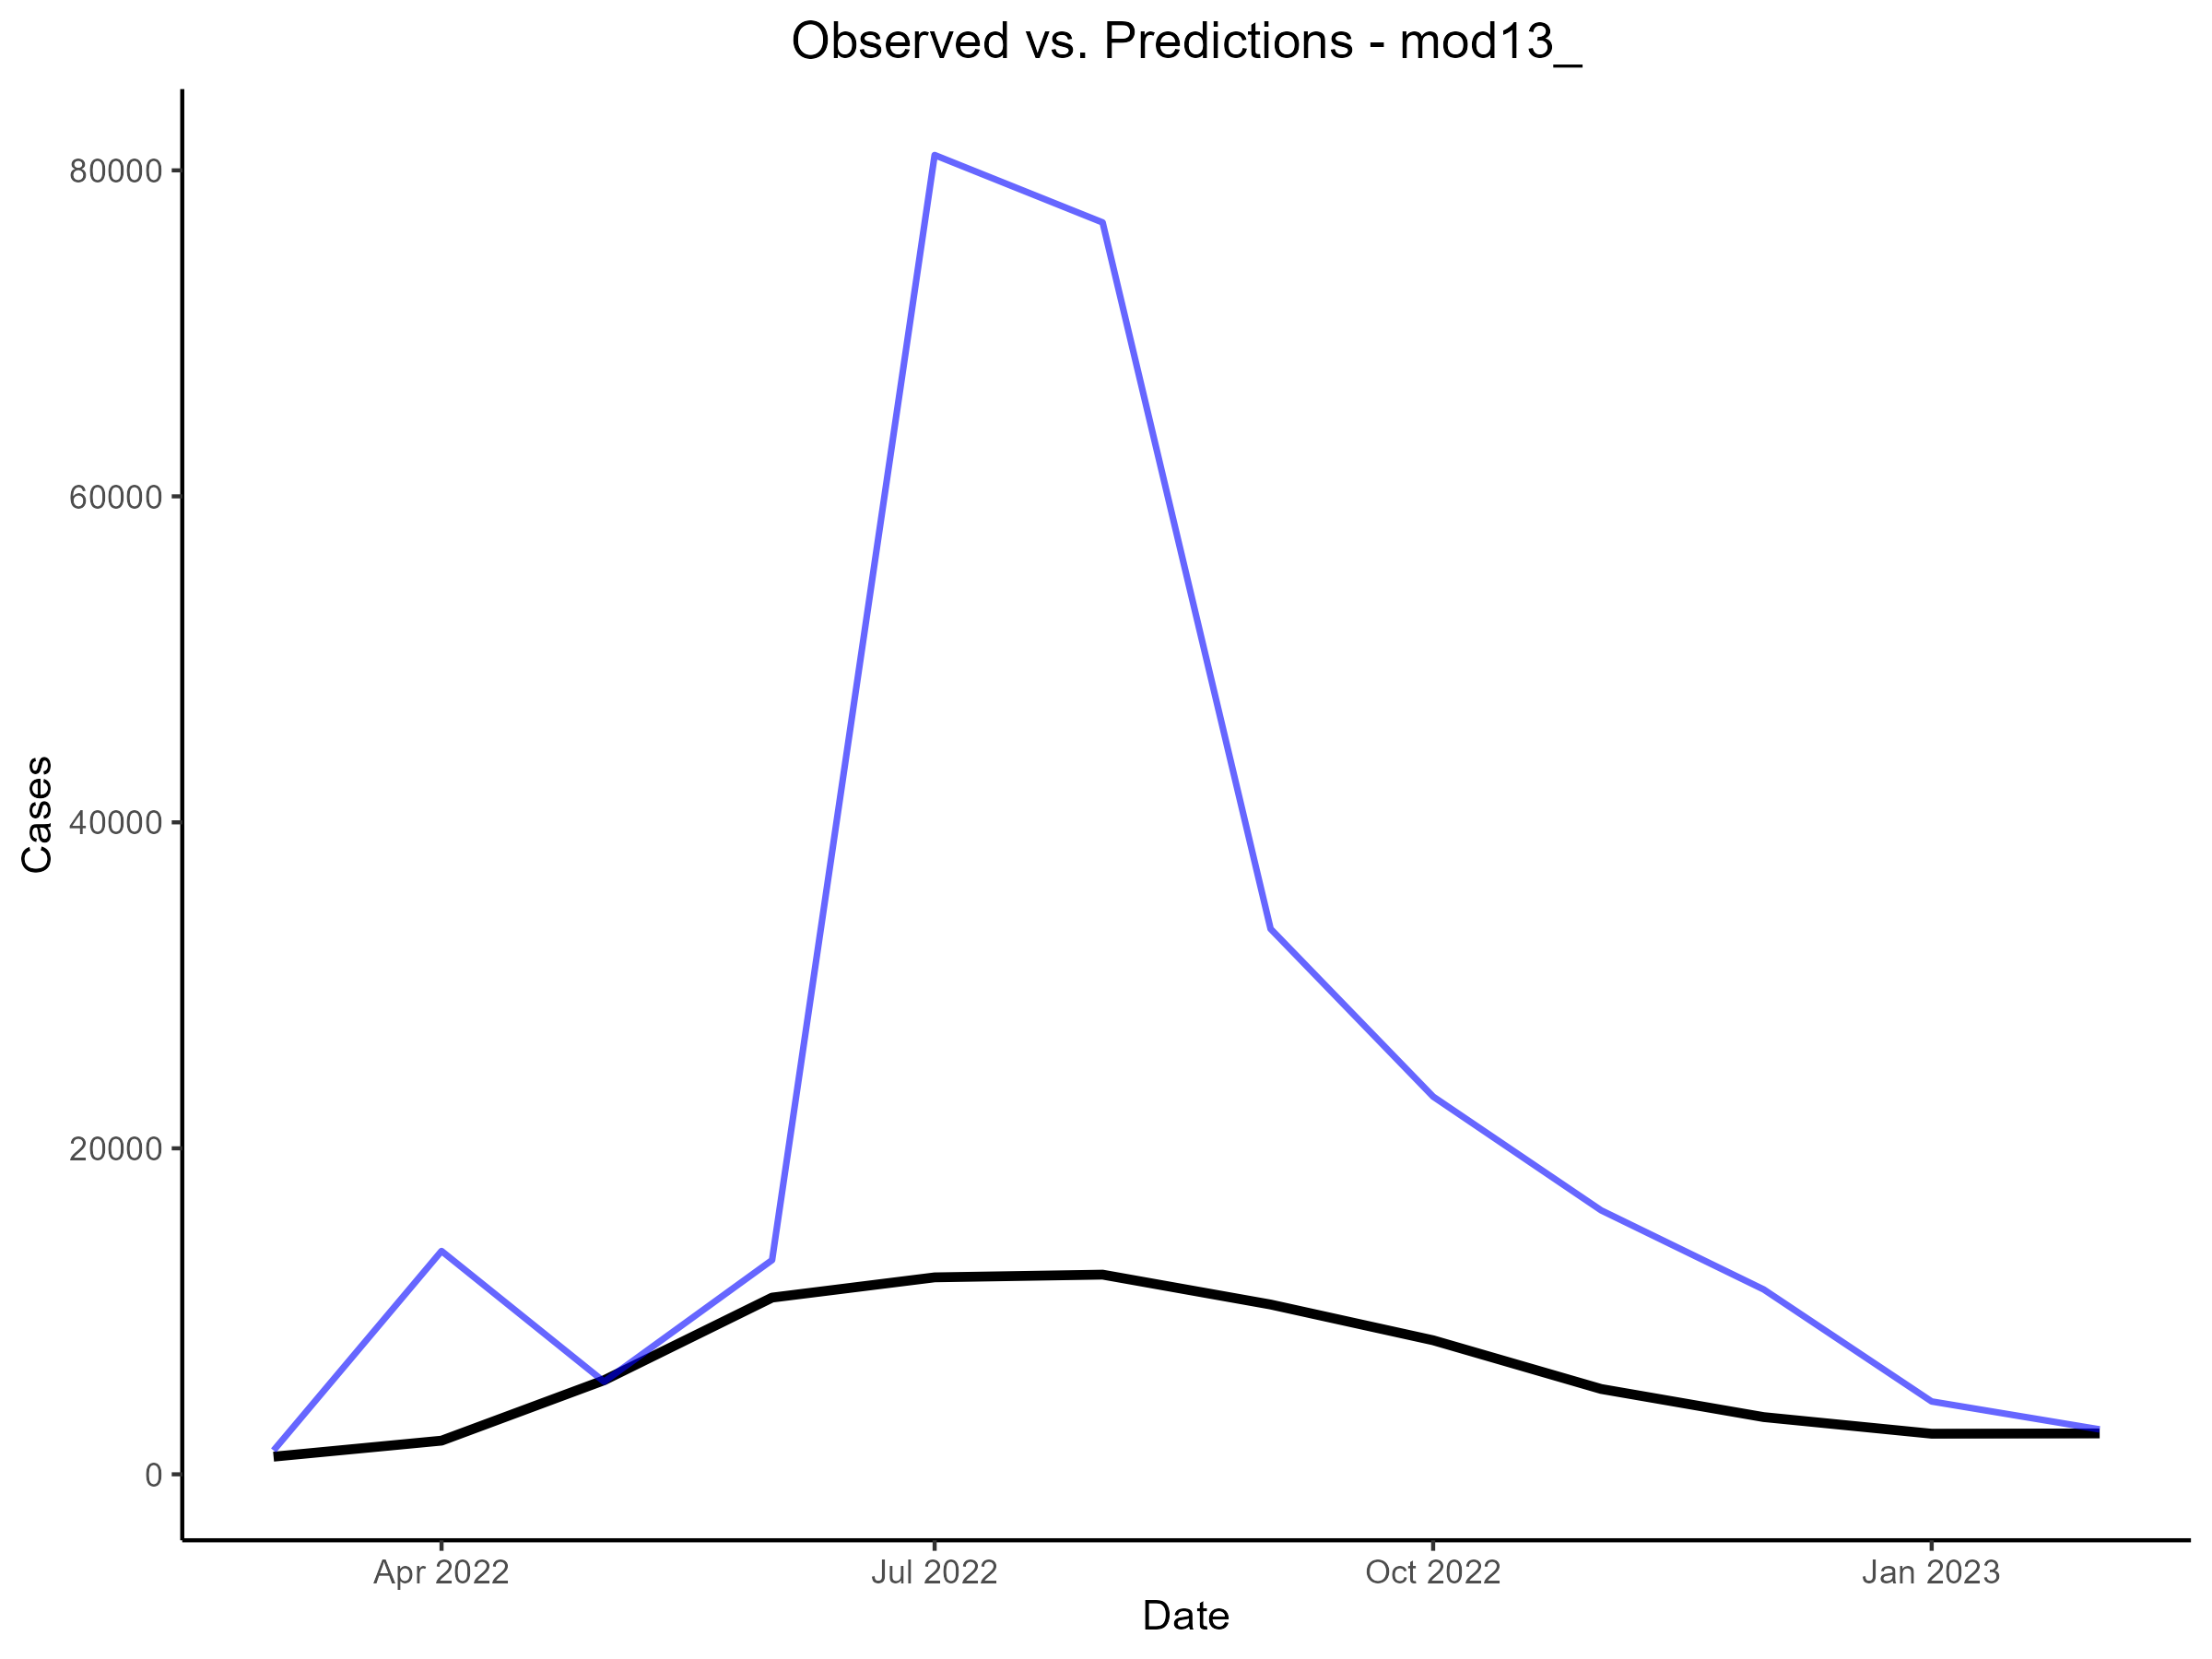 Observed vs. Predictions - mod13_
80000
60000
40000
20000
0
Cases
Apr 2022
Jul 2022
Oct 2022
Jan 2023
Date